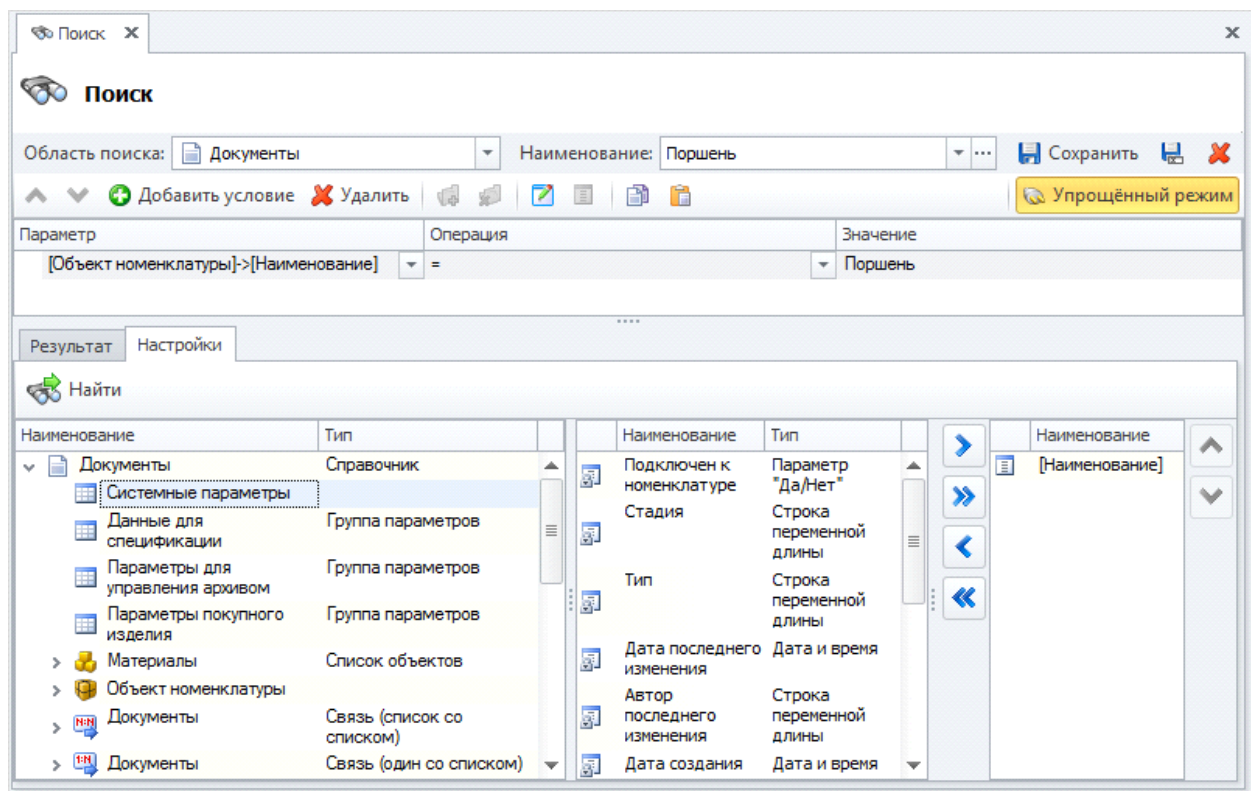 Поиск
Поиск
Область поиска: Документы Наименование: Поршень Сохранить
Добавить условие Удалить Упрощённый режим
Параметр Операция Значение
[Объект номенклатуры]->[Наименование] = Поршень
Результат Настройки
Найти
Наименование Тип
Документы Справочник
Системные параметры
Данные для
спецификации
Группа параметров
Параметры для
управления архивом
Группа параметров
Параметры покупного
изделия
Группа параметров
Материалы Список объектов
Объект номенклатуры
N:N Документы Связь (список со
списком)
1:N Документы Связь (один со списком)
Наименование Тип
Подключен к
номенклатуре
Параметр
"Да/Нет"
Стадия Строка
переменной
длины
Тип Строка
переменной
длины
Дата последнего
изменения
Дата и время
Автор
последнего
изменения
Строка
переменной
длины
Дата создания Дата и время
Наименование
[Наименование]